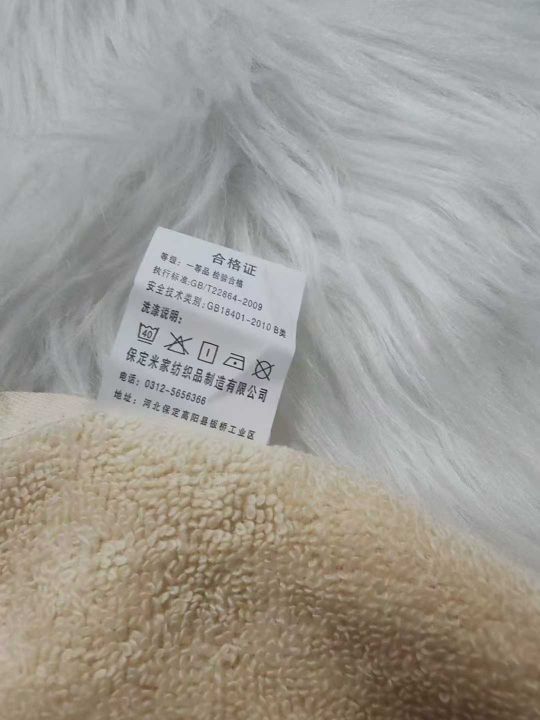 合格证
等级: 一等品 检验合格
执行标准:GB/T22864-2009
安全技术类别:GB18401-2010 B类
洗涤说明:
40
保定米家纺织品制造有限公司
电话: 0312-5656366
地址: 河北保定高阳县板桥工业区